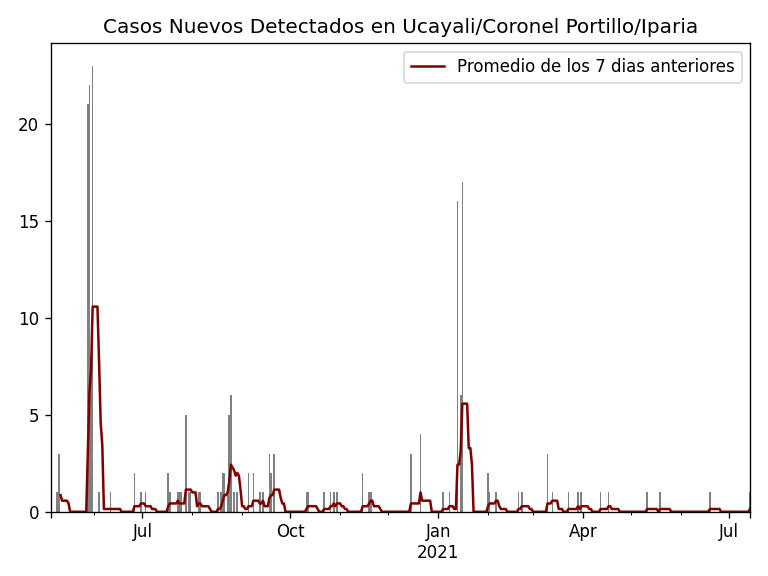 Casos Nuevos Detectados en Ucayali/Coronel Portillo/Iparia
Promedio de los 7 dias anteriores
20
15
10
5
0
Jul
Oct
Jan
2021
Apr
Jul